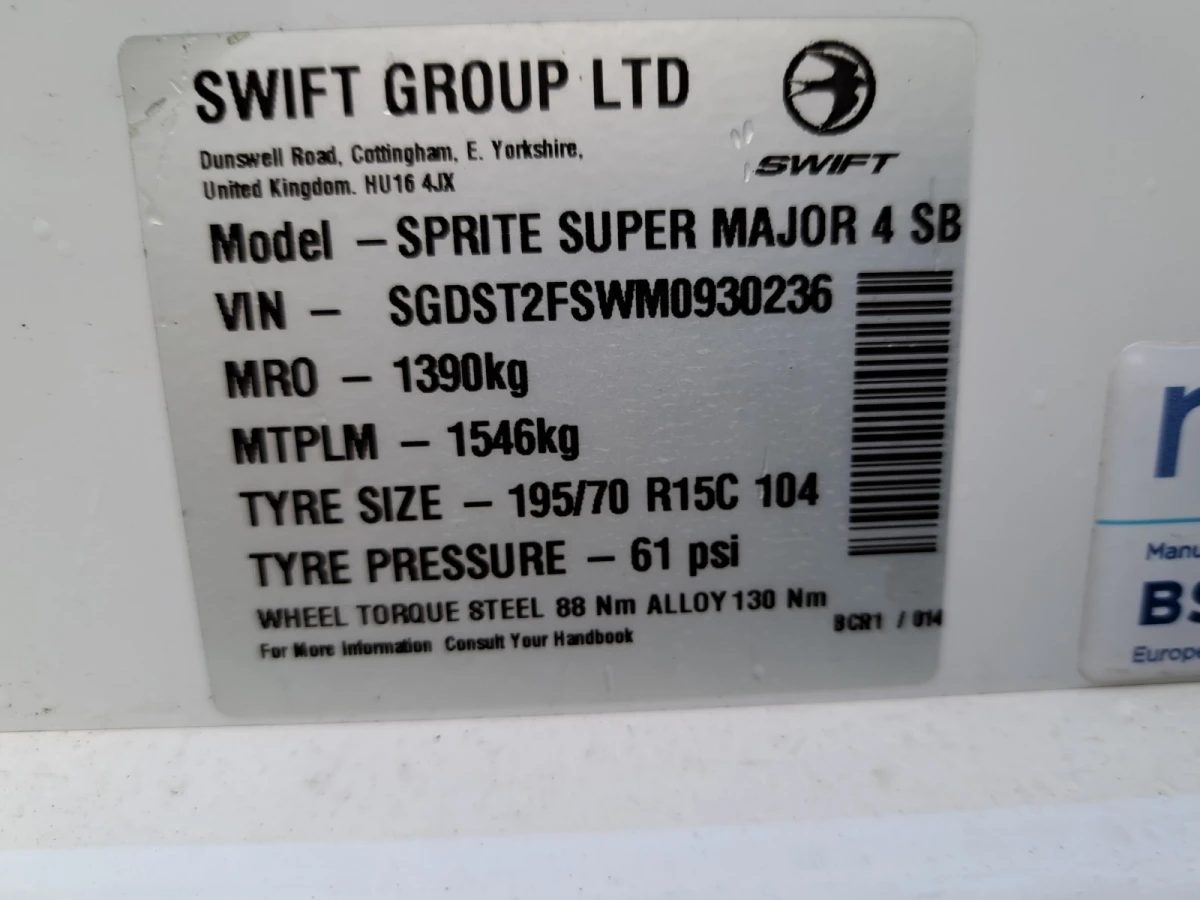 SWIFT GROUP LTD
Dunswell Road, Cottingham, E. Yorkshire,
United Kingdom. HU16 4JX
SWIFT
Model – SPRITE SUPER MAJOR 4 SB
VIN – SGDST2FSWM0930236
MRO – 1390kg
MTPLM – 1546kg
TYRE SIZE – 195/70 R15C 104
TYRE PRESSURE – 61 psi
WHEEL TORQUE STEEL 88 Nm ALLOY 130 Nm
BCR1 / 014
For More Information Consult Your Handbook